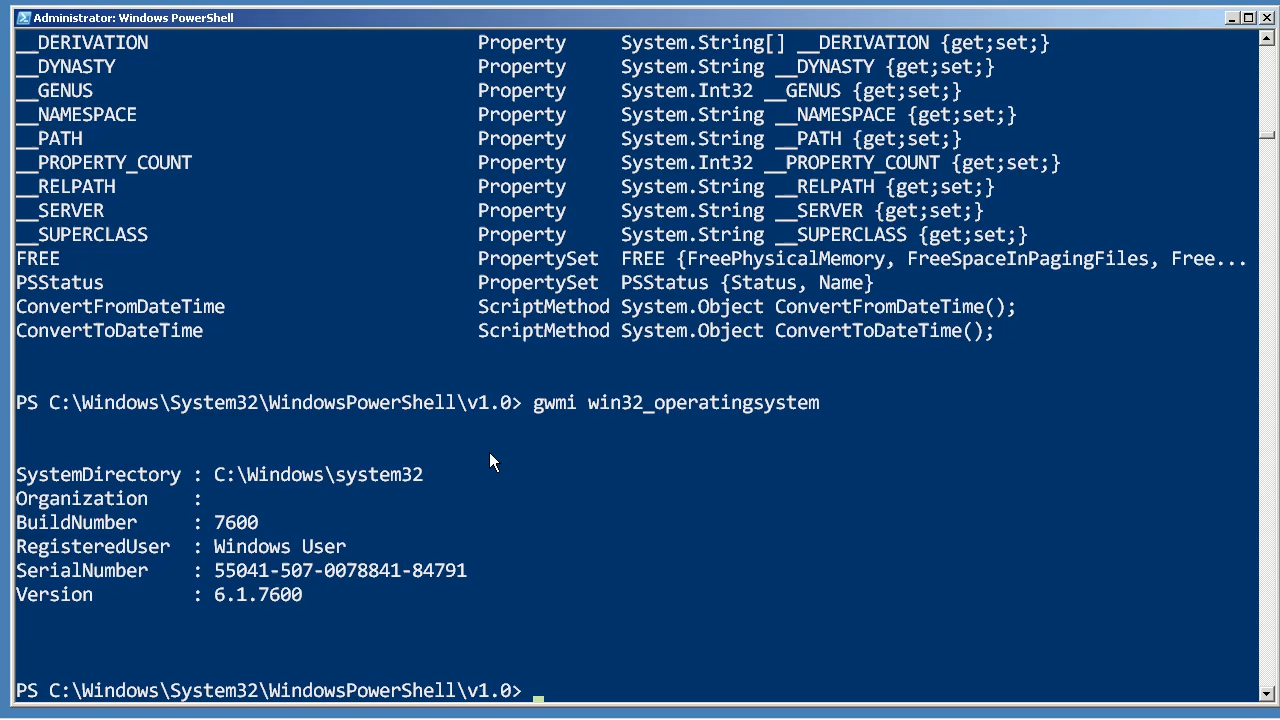 Administrator: Windows PowerShell
__DERIVATION Property System.String[] __DERIVATION {get;set;}
__DYNASTY Property System.String __DYNASTY {get;set;}
__GENUS Property System.Int32 __GENUS {get;set;}
__NAMESPACE Property System.String __NAMESPACE {get;set;}
__PATH Property System.String __PATH {get;set;}
__PROPERTY_COUNT Property System.Int32 __PROPERTY_COUNT {get;set;}
__RELPATH Property System.String __RELPATH {get;set;}
__SERVER Property System.String __SERVER {get;set;}
__SUPERCLASS Property System.String __SUPERCLASS {get;set;}
FREE PropertySet FREE {FreePhysicalMemory, FreeSpaceInPagingFiles, Free...
PSStatus PropertySet PSStatus {Status, Name}
ConvertFromDateTime ScriptMethod System.Object ConvertFromDateTime();
ConvertToDateTime ScriptMethod System.Object ConvertToDateTime();
PS C:\Windows\System32\WindowsPowerShell\v1.0> gwmi win32_operatingsystem
SystemDirectory : C:\Windows\system32
Organization :
BuildNumber : 7600
RegisteredUser : Windows User
SerialNumber : 55041-507-0078841-84791
Version : 6.1.7600
PS C:\Windows\System32\WindowsPowerShell\v1.0>